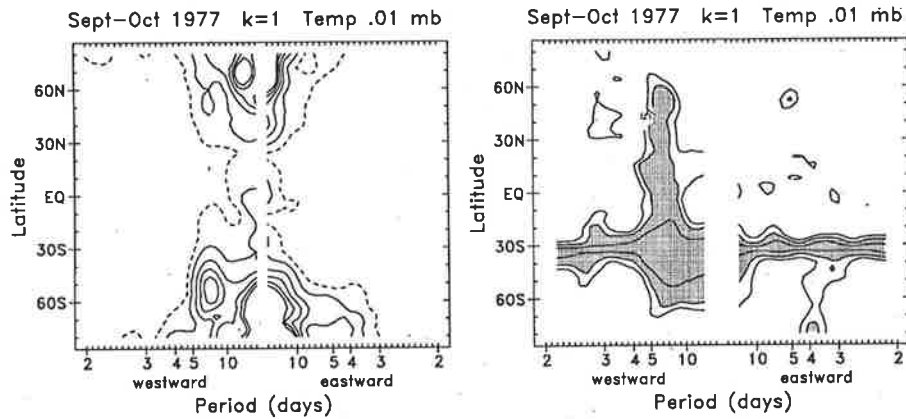 Sept-Oct 1977 k=1 Temp .01 mb
60N
30N
EQ
30S
60S
Latitude
2 3 4 5 10 10 5 4 3 2
westward eastward
Period (days)
Sept-Oct 1977 k=1 Temp .01 mb
60N
30N
EQ
30S
60S
Latitude
2 3 4 5 10 10 5 4 3 2
westward eastward
Period (days)